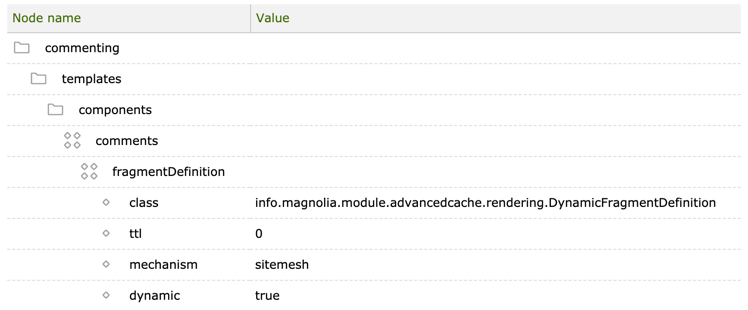 Node name Value
commenting
templates
components
comments
fragmentDefinition
class info.magnolia.module.advancedcache.rendering.DynamicFragmentDefinition
ttl 0
mechanism sitemesh
dynamic true